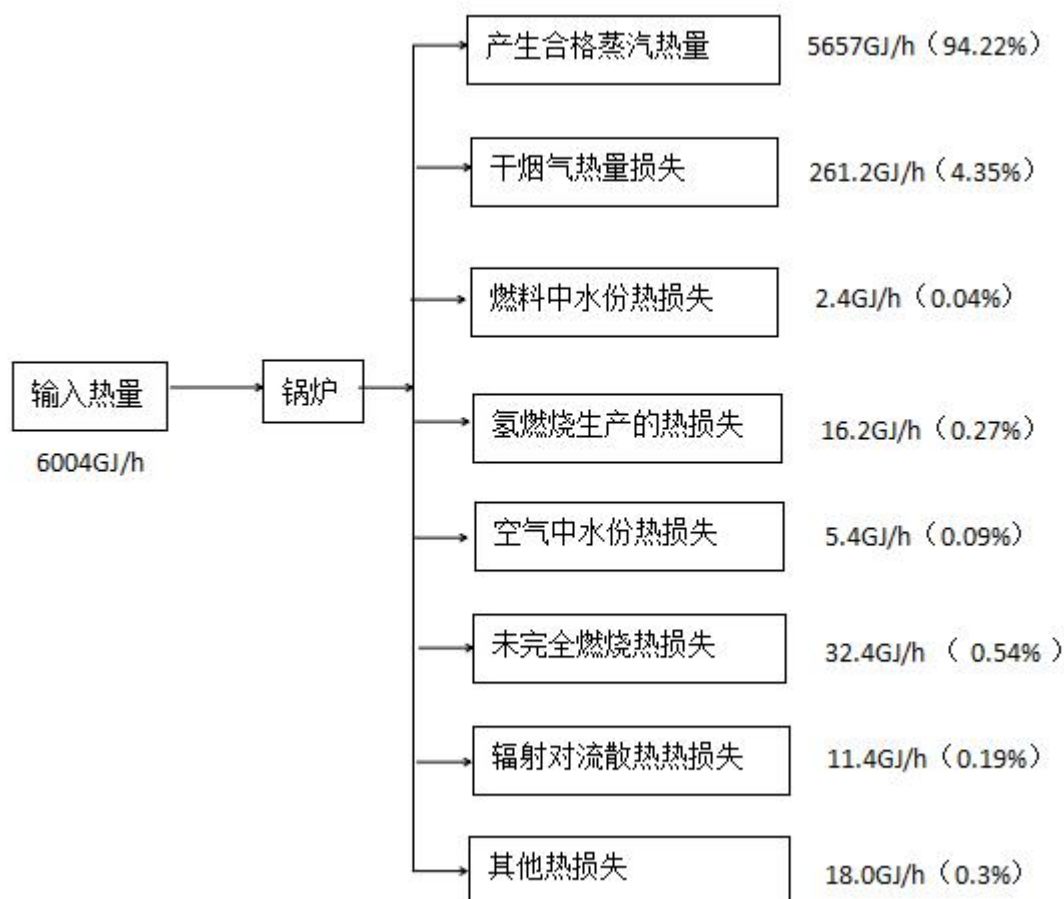 产生合格蒸汽热量 5657GJ/h（94.22%）
干烟气热量损失 261.2GJ/h（4.35%）
燃料中水份热损失 2.4GJ/h（0.04%）
输入热量
锅炉
6004GJ/h
氢燃烧生产的热损失 16.2GJ/h（0.27%）
空气中水份热损失 5.4GJ/h（0.09%）
未完全燃烧热损失 32.4GJ/h （ 0.54% ）
辐射对流散热热损失 11.4GJ/h（0.19%）
其他热损失 18.0GJ/h（0.3%）